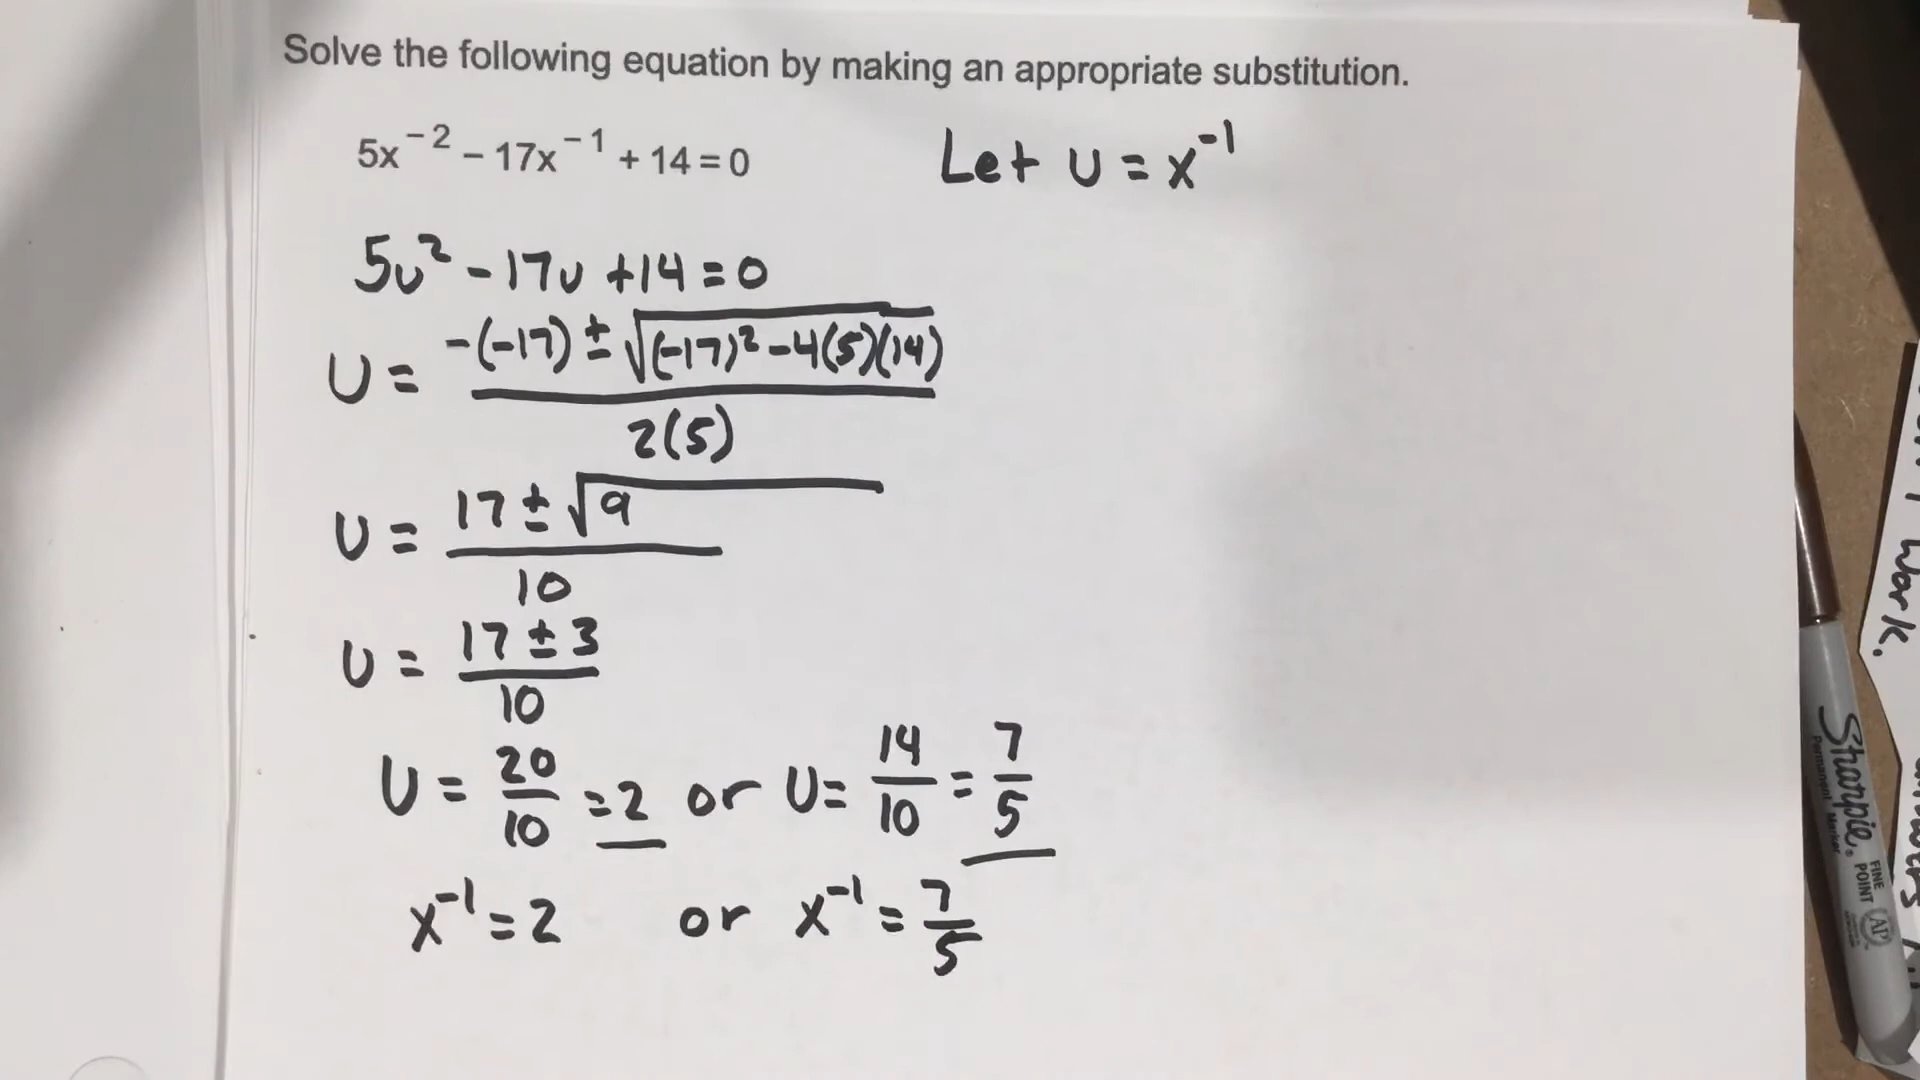 Solve the following equation by making an appropriate substitution.
5x⁻² − 17x⁻¹ + 14 = 0
Let u = x⁻¹
5u² - 17u + 14 = 0
U = -(-17) ± √(-17)² - 4(5)(14) / 2(5)
U = 17 ± √9 / 10
U = 17 ± 3 / 10
U = 20/10 = 2 or U = 14/10 = 7/5
x⁻¹ = 2 or x⁻¹ = 7/5
work.
Sharpie.
Permanent Marker
FINE POINT
AP